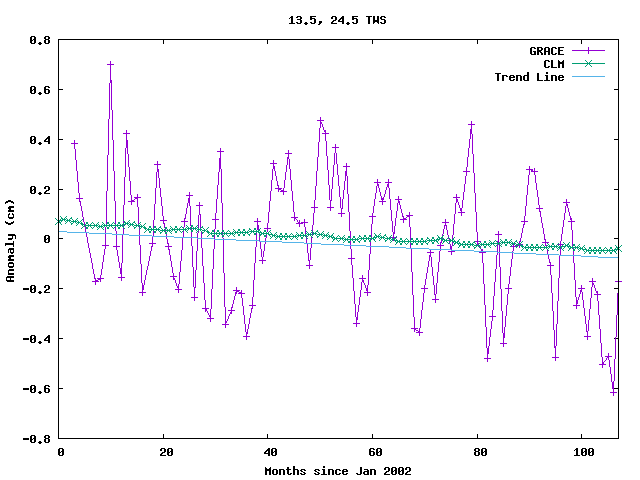 13.5, 24.5 TWS
GRACE
CLM
Trend Line
0.8
0.6
0.4
0.2
0
-0.2
-0.4
-0.6
-0.8
Anomaly (cm)
0 20 40 60 80 100
Months since Jan 2002